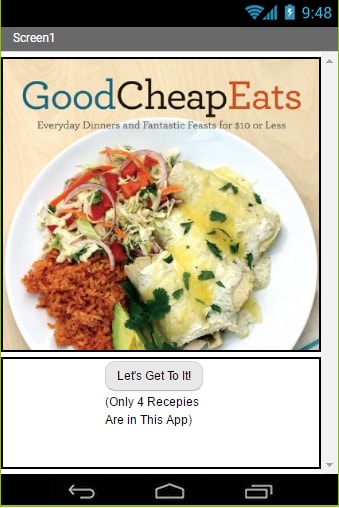 9:48
Screen1
GoodCheapEats
Everyday Dinners and Fantastic Feasts for $10 or Less
Let's Get To It!
(Only 4 Recepies
Are in This App)